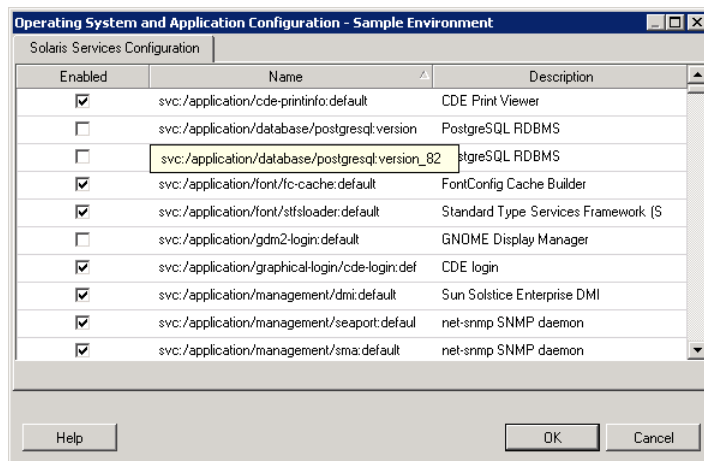 Operating System and Application Configuration - Sample Environment
Solaris Services Configuration
Enabled Name Description
svc:/application/cde-printinfo:default CDE Print Viewer
svc:/application/database/postgresql:version PostgreSQL RDBMS
svc:/application/database/postgresql:version_82 stgreSQL RDBMS
svc:/application/font/fc-cache:default FontConfig Cache Builder
svc:/application/font/stfsloader:default Standard Type Services Framework (S
svc:/application/gdm2-login:default GNOME Display Manager
svc:/application/graphical-login/cde-login:def CDE login
svc:/application/management/dmi:default Sun Solstice Enterprise DMI
svc:/application/management/seaport:defaul net-snmp SNMP daemon
svc:/application/management/sma:default net-snmp SNMP daemon
Help OK Cancel